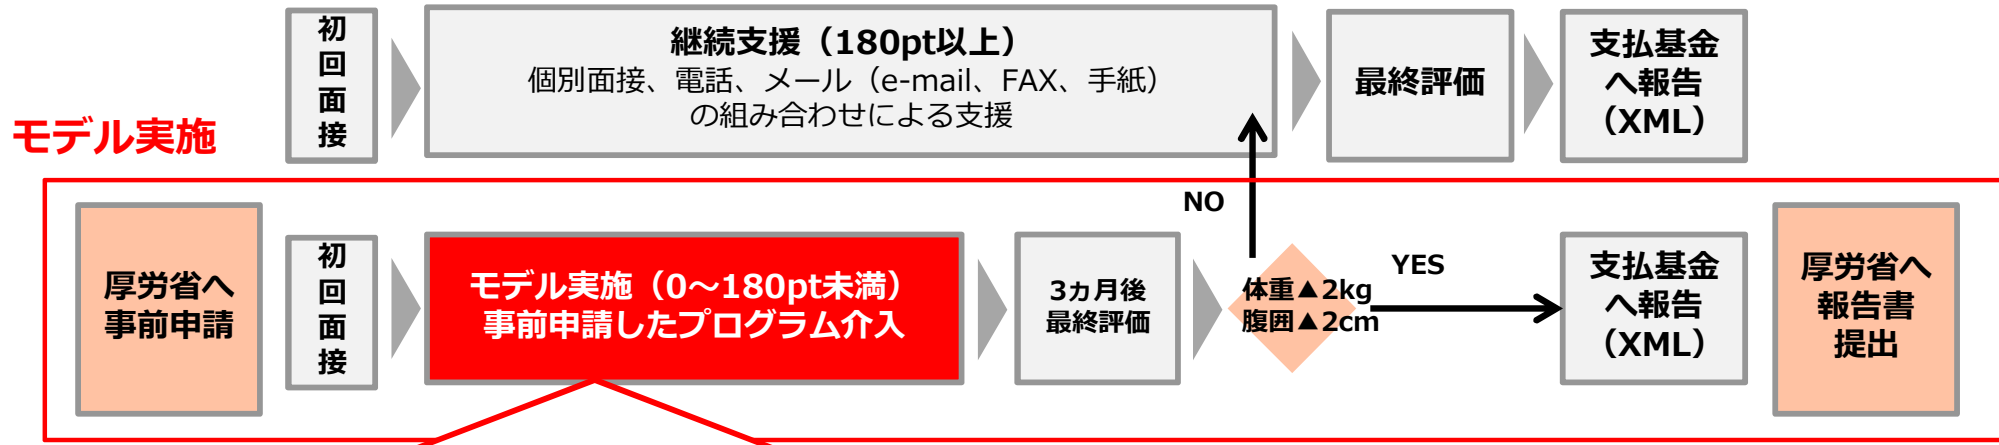 初
回
面
接
継続支援（180pt以上）
個別面接、電話、メール（e-mail、FAX、手紙）
の組み合わせによる支援
最終評価
支払基金
へ報告
（XML）
モデル実施
厚労省へ
事前申請
初
回
面
接
モデル実施（0～180pt未満）
事前申請したプログラム介入
3ヵ月後
最終評価
NO
体重▲2kg
腹囲▲2cm
YES
支払基金
へ報告
（XML）
厚労省へ
報告書
提出